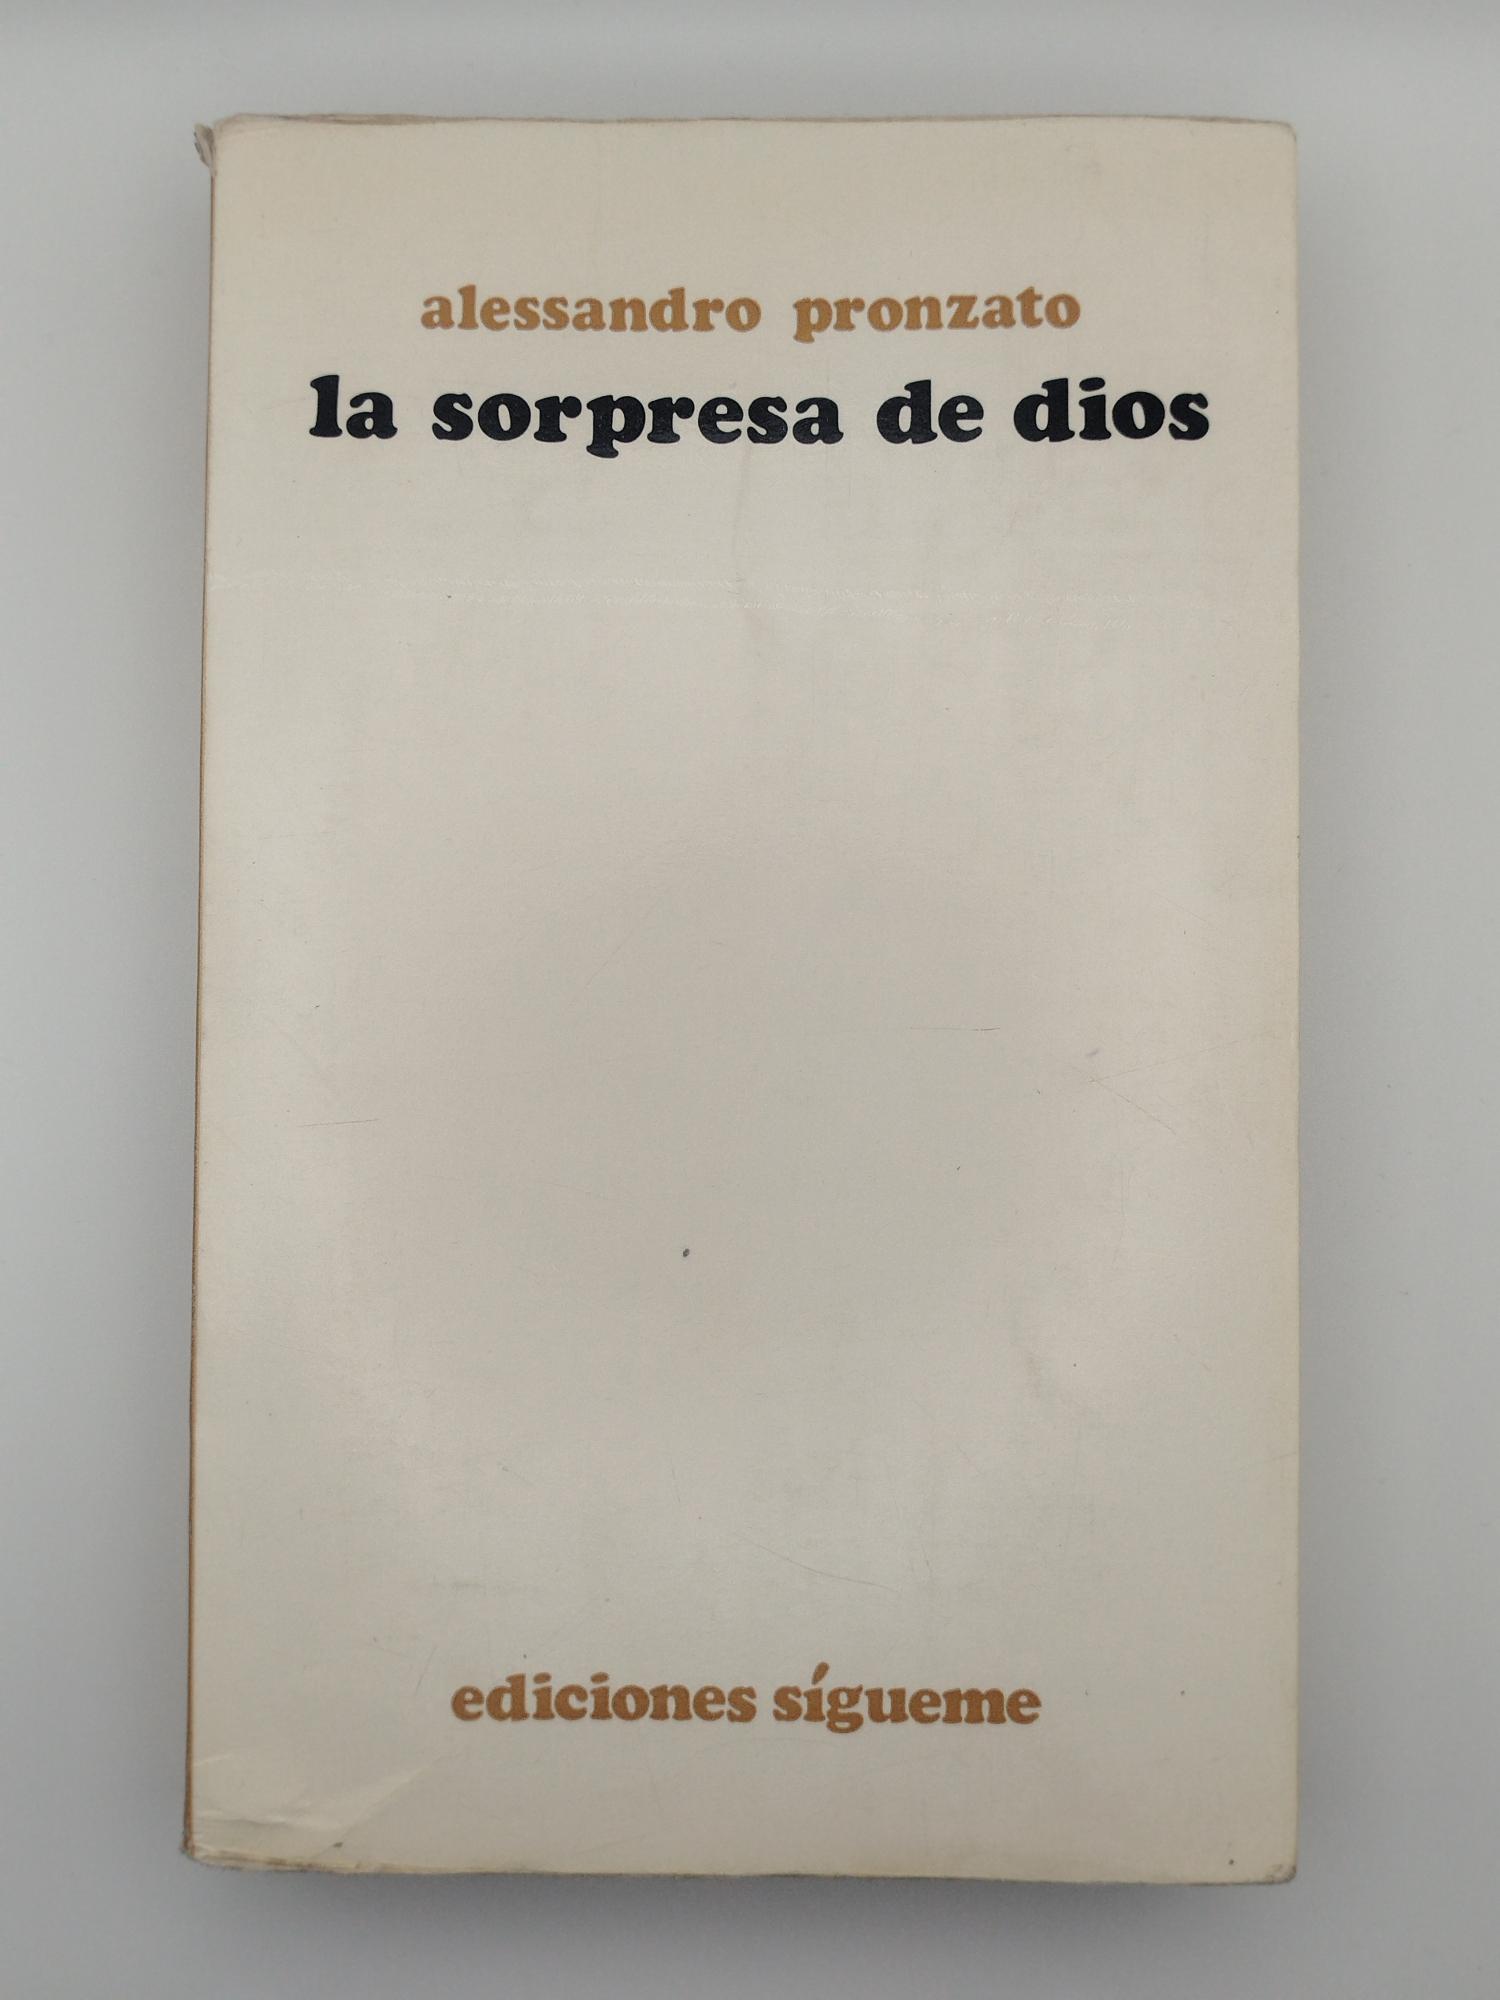 alessandro pronzato
la sorpresa de dios
ediciones sígueme